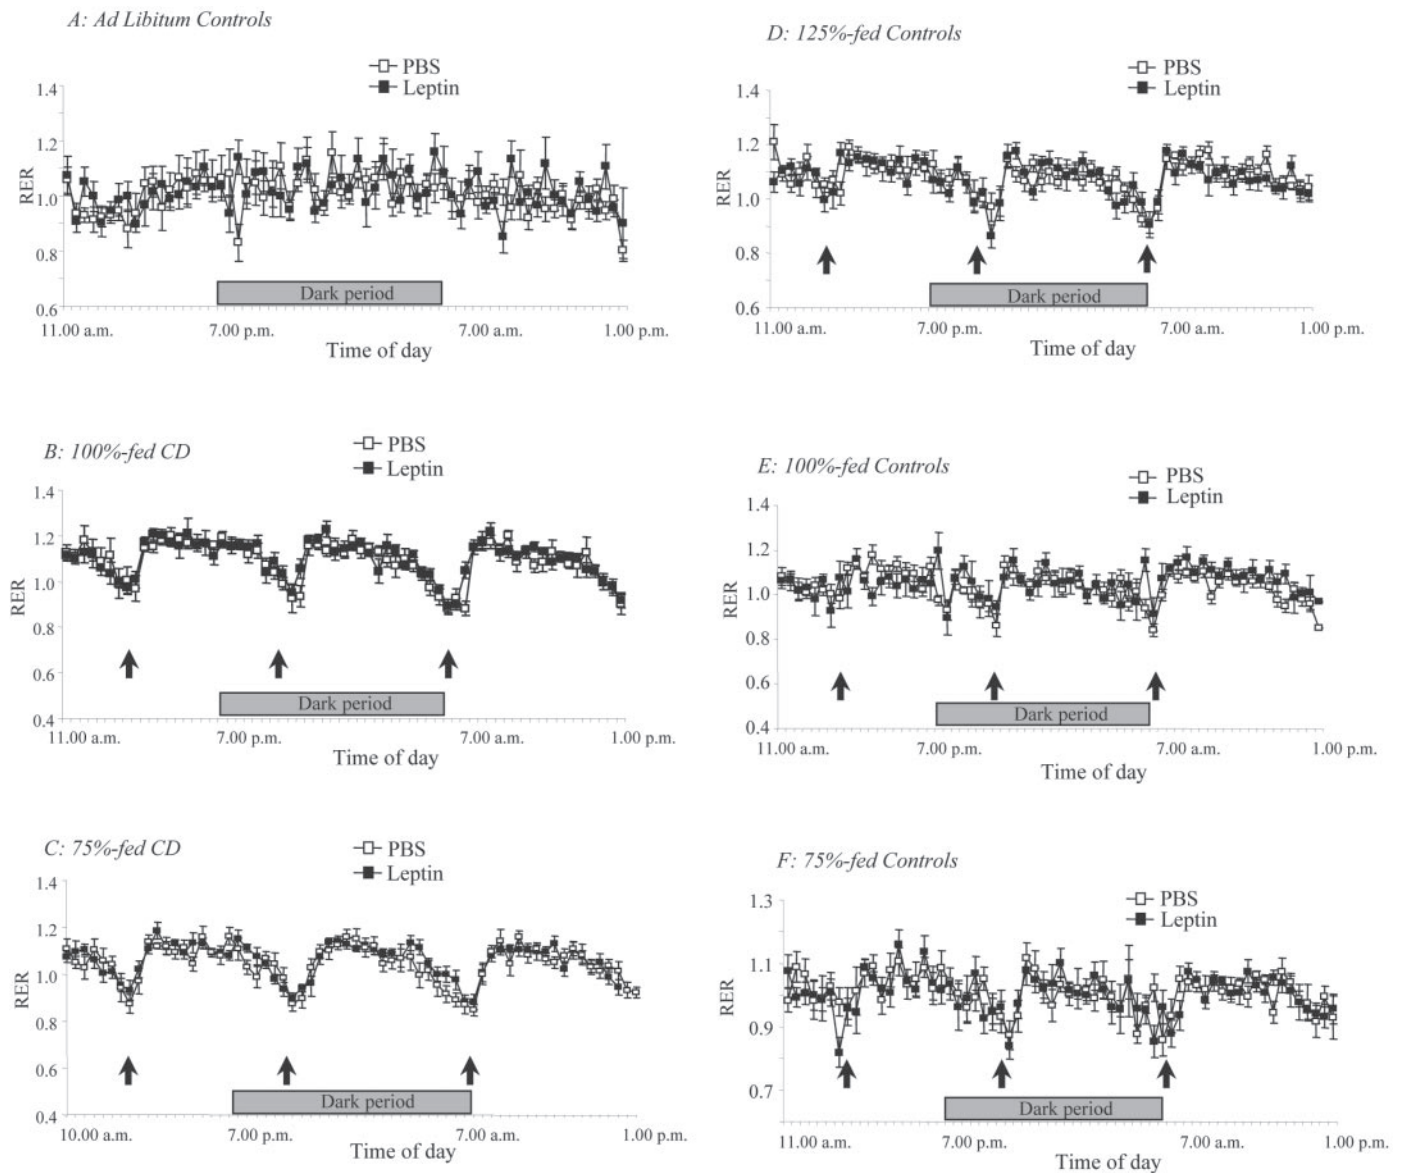 A: Ad Libitum Controls
PBS
Leptin
1.4
1.2
1.0
0.8
0.6
RER
Dark period
11.00 a.m. 7.00 p.m. 7.00 a.m. 1.00 p.m.
Time of day
D: 125%-fed Controls
PBS
Leptin
1.4
1.2
1.0
0.8
0.6
RER
Dark period
11.00 a.m. 7.00 p.m. 7.00 a.m. 1.00 p.m.
Time of day
B: 100%-fed CD
PBS
Leptin
1.4
1.2
1.0
0.8
0.6
0.4
RER
Dark period
11.00 a.m. 7.00 p.m. 7.00 a.m. 1.00 p.m.
Time of day
E: 100%-fed Controls
PBS
Leptin
1.4
1.2
1.0
0.8
0.6
0.4
RER
Dark period
11.00 a.m. 7.00 p.m. 7.00 a.m. 1.00 p.m.
Time of day
C: 75%-fed CD
PBS
Leptin
1.4
1.2
1.0
0.8
0.6
0.4
RER
Dark period
10.00 a.m. 7.00 p.m. 7.00 a.m. 1.00 p.m.
Time of day
F: 75%-fed Controls
PBS
Leptin
1.3
1.1
0.9
0.7
RER
Dark period
11.00 a.m. 7.00 p.m. 7.00 a.m. 1.00 p.m.
Time of day